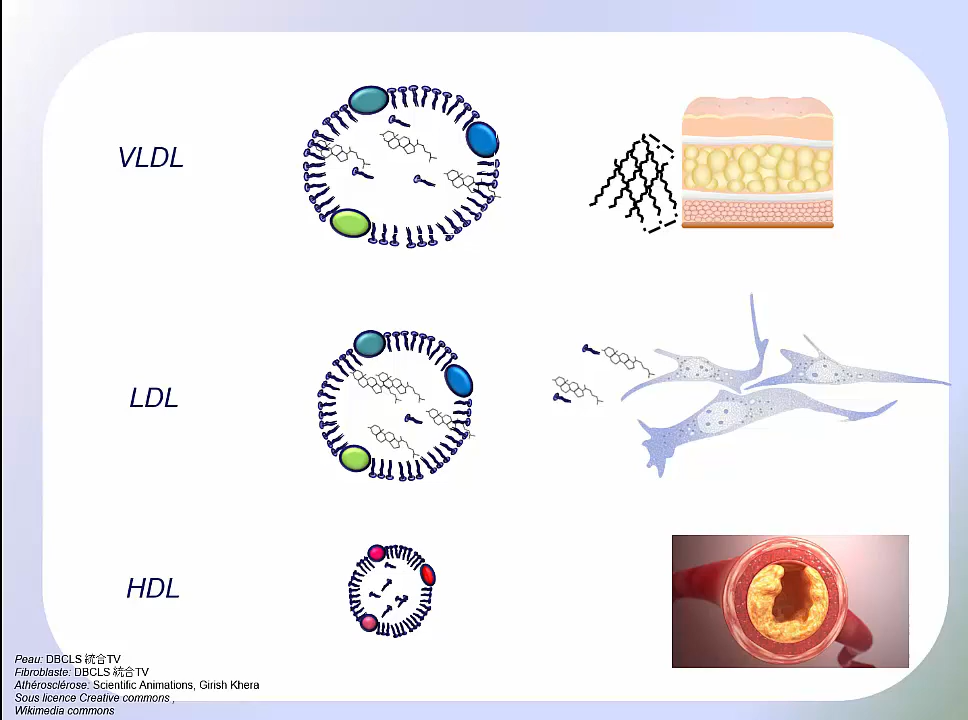 VLDL
LDL
HDL
Peau: DBCLS 統合TV
Fibroblaste: DBCLS 統合TV
Athérosclérose: Scientific Animations, Girish Khera
Sous licence Creative commons ,
Wikimedia commons